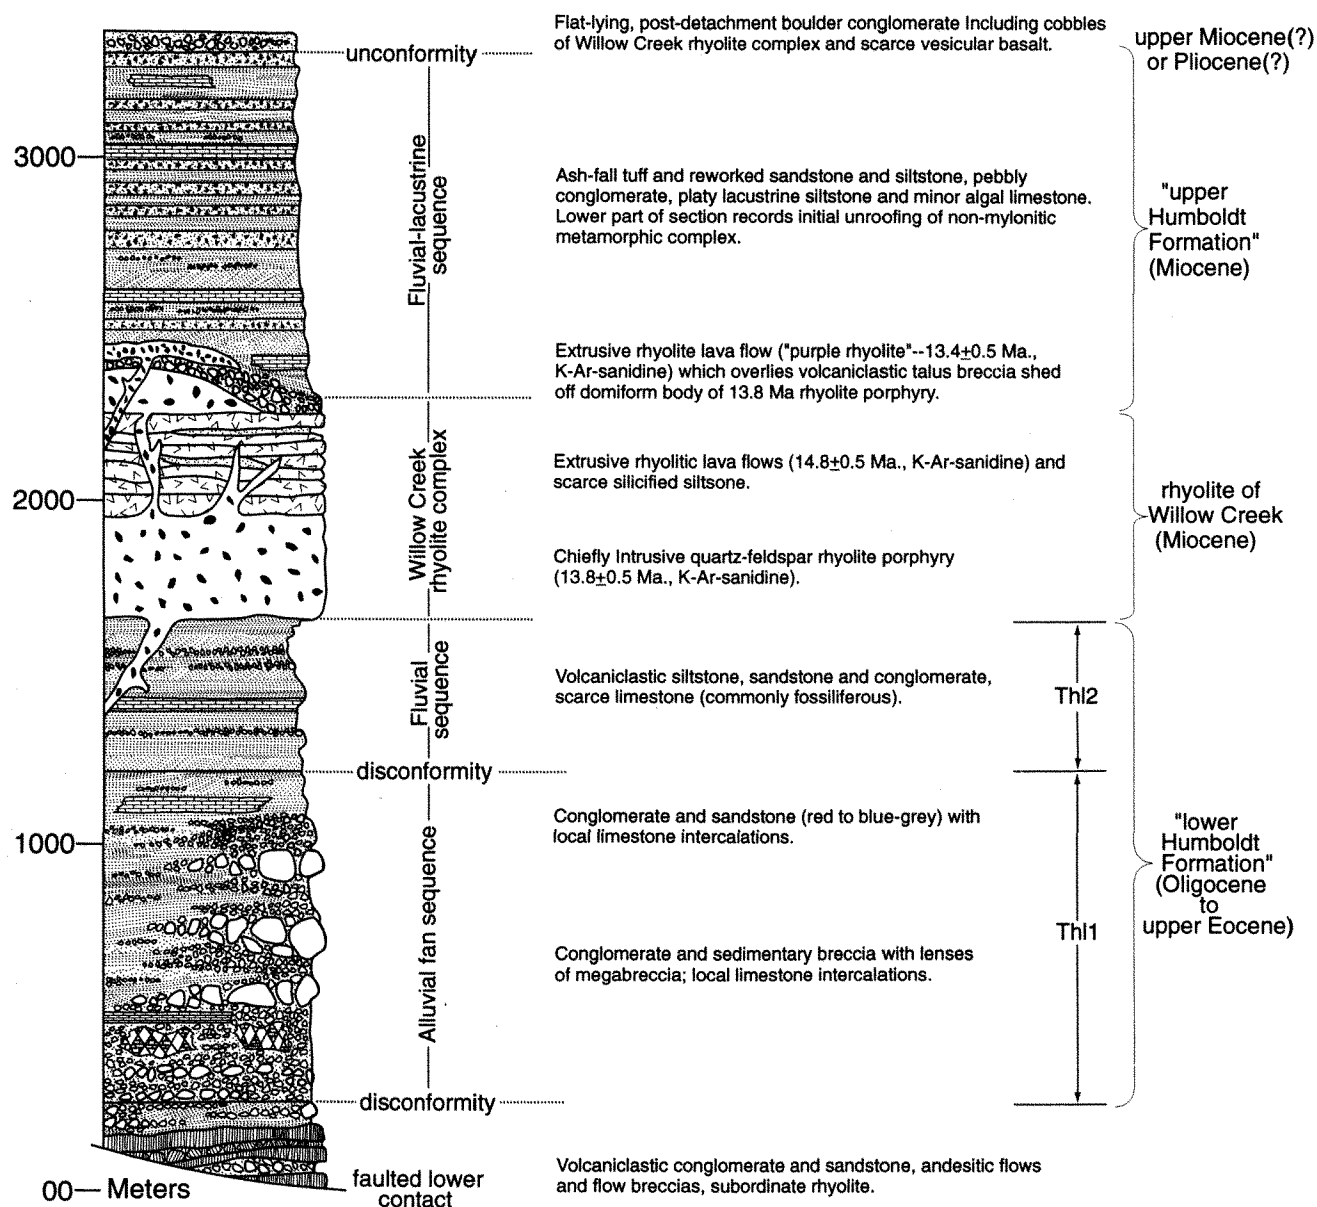 Flat-lying, post-detachment boulder conglomerate Including cobbles
of Willow Creek rhyolite complex and scarce vesicular basalt.
upper Miocene(?)
or Pliocene(?)
unconformity
3000
Fluvial-lacustrine
sequence
Ash-fall tuff and reworked sandstone and siltstone, pebbly
conglomerate, platy lacustrine siltstone and minor algal limestone.
Lower part of section records initial unroofing of non-mylonitic
metamorphic complex.
"upper
Humboldt
Formation"
(Miocene)
Extrusive rhyolite lava flow ("purple rhyolite"--13.4±0.5 Ma.,
K-Ar-sanidine) which overlies volcaniclastic talus breccia shed
off domiform body of 13.8 Ma rhyolite porphyry.
2000
Willow Creek
rhyolite complex
Extrusive rhyolitic lava flows (14.8±0.5 Ma., K-Ar-sanidine) and
scarce silicified siltsone.
rhyolite of
Willow Creek
(Miocene)
Chiefly Intrusive quartz-feldspar rhyolite porphyry
(13.8±0.5 Ma., K-Ar-sanidine).
Fluvial
sequence
Volcaniclastic siltstone, sandstone and conglomerate,
scarce limestone (commonly fossiliferous).
Thl2
disconformity
1000
Alluvial fan sequence
Conglomerate and sandstone (red to blue-grey) with
local limestone intercalations.
"lower
Humboldt
Formation"
(Oligocene
to
upper Eocene)
Thl1
Conglomerate and sedimentary breccia with lenses
of megabreccia; local limestone intercalations.
disconformity
Volcaniclastic conglomerate and sandstone, andesitic flows
and flow breccias, subordinate rhyolite.
00
Meters
faulted lower
contact